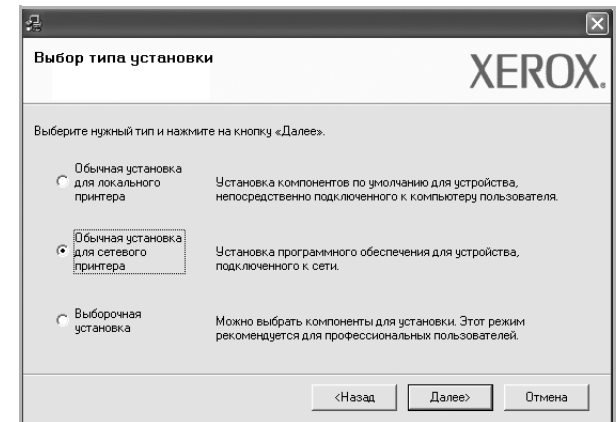 Выбор типа установки
XEROX.
Выберите нужный тип и нажмите на кнопку «Далее».
Обычная установка
для локального
принтера
Установка компонентов по умолчанию для устройства,
непосредственно подключенного к компьютеру пользователя.
Обычная установка
для сетевого
принтера
Установка программного обеспечения для устройства,
подключенного к сети.
Выборочная
установка
Можно выбрать компоненты для установки. Этот режим
рекомендуется для профессиональных пользователей.
<Назад
Далее>
Отмена